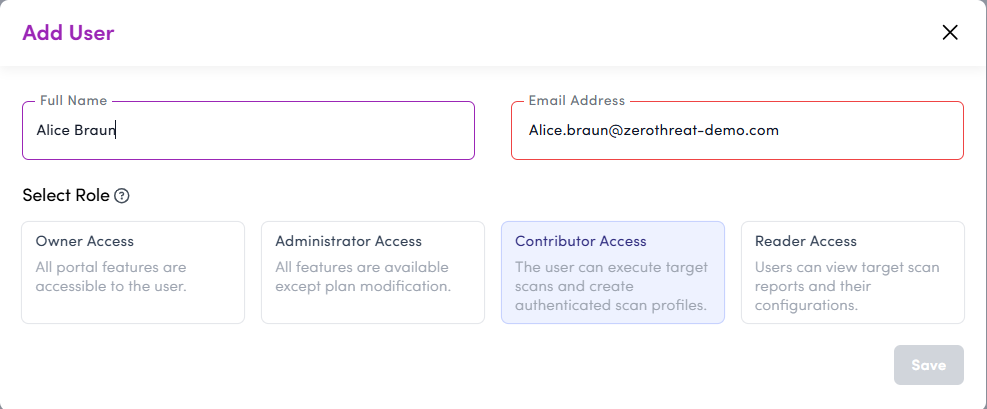 Add User
Full Name
Alice Braun
Email Address
Alice.braun@zerothreat-demo.com
Select Role ?
Owner Access
All portal features are
accessible to the user.
Administrator Access
All features are available
except plan modification.
Contributor Access
The user can execute target
scans and create
authenticated scan profiles.
Reader Access
Users can view target scan
reports and their
configurations.
Save